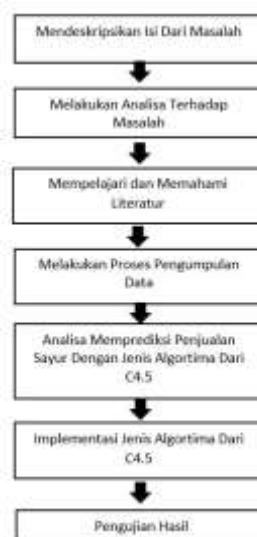 Mendeskripsikan Isi Dari Masalah
Melakukan Analisa Terhadap
Masalah
Mempelajari dan Memahami
Literatur
Melakukan Proses Pengumpulan
Data
Analisa Memprediksi Penjualan
Sayur Dengan Jenis Algortima Dari
C4.5
Implementasi Jenis Algortima Dari
C4.5
Pengujian Hasil